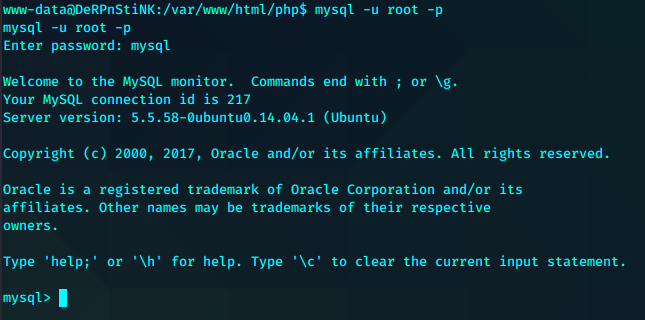 www-data@DeRPnStiNK:/var/www/html/php$ mysql -u root -p
mysql -u root -p
Enter password: mysql
Welcome to the MySQL monitor.  Commands end with ; or \g.
Your MySQL connection id is 217
Server version: 5.5.58-0ubuntu0.14.04.1 (Ubuntu)
Copyright (c) 2000, 2017, Oracle and/or its affiliates. All rights reserved.
Oracle is a registered trademark of Oracle Corporation and/or its
affiliates. Other names may be trademarks of their respective
owners.
Type 'help;' or '\h' for help. Type '\c' to clear the current input statement.
mysql>